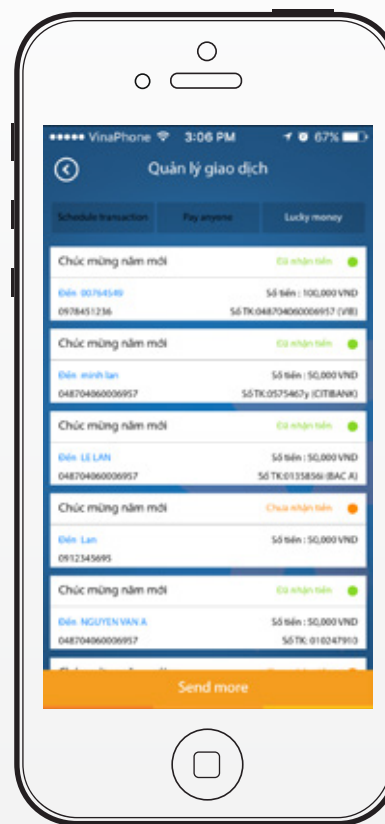 VinaPhone 3:06 PM 67%
Quản lý giao dịch
Schedule transaction Pay anyone Lucky money
Chúc mừng năm mới Đã nhận tiền
Đến 00764549 Số tiền : 100,000 VND
0978451236 Số TK:048704060006957 (VIB)
Chúc mừng năm mới Đã nhận tiền
Đến minh lan Số tiền : 50,000 VND
048704060006957 Số TK:0575467y (CITIBANK)
Chúc mừng năm mới Đã nhận tiền
Đến LE LAN Số tiền : 50,000 VND
048704060006957 Số TK:0135856i (BAC A)
Chúc mừng năm mới Chưa nhận tiền
Đến Lan Số tiền : 50,000 VND
0912345695
Chúc mừng năm mới Đã nhận tiền
Đến NGUYEN VAN A Số tiền : 50,000 VND
048704060006957 Số TK: 010247910
Send more